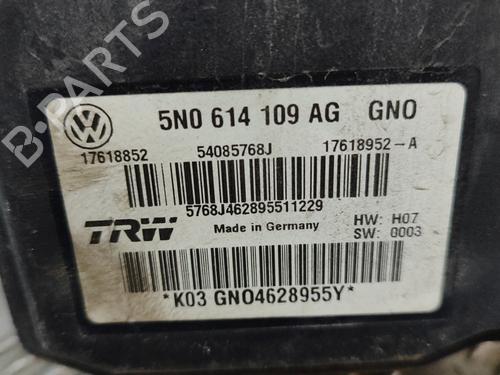 5N0 614 109 AG GNO
17618852 54085768J 17618952-A
5768J462895511229
TRW Made in Germany HW: H07
SW: 0003
*K03 GNO4628955Y*